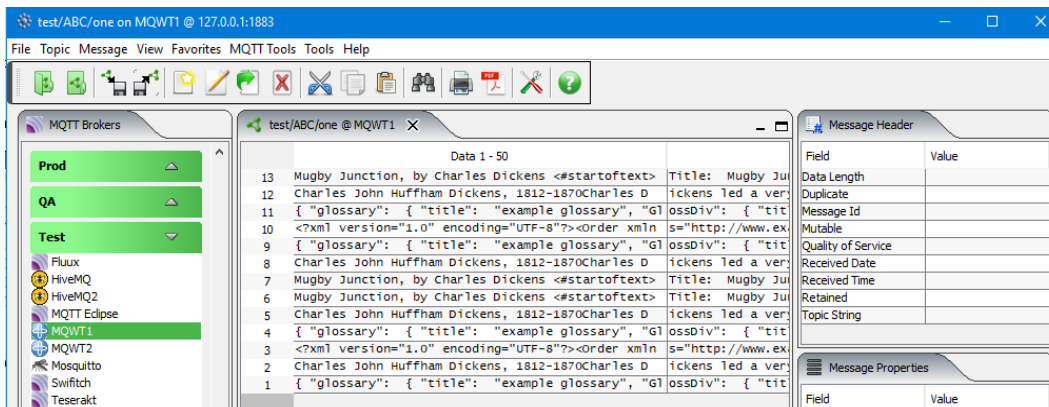 test/ABC/one on MQWT1 @ 127.0.0.1:1883
File Topic Message View Favorites MQTT Tools Tools Help
PDF
MQTT Brokers
Prod
QA
Test
Fluux
HiveMQ
HiveMQ2
MQTT Eclipse
MQWT1
MQWT2
Mosquitto
Swifitch
Teserakt
test/ABC/one @ MQWT1 X
Data 1 - 50
13 Mugby Junction, by Charles Dickens <#startoftext> Title: Mugby Ju
12 Charles John Huffham Dickens, 1812-1870Charles D ickens led a very
11 { "glossary": { "title": "example glossary", "Gl ossDiv": { "tit
10 <?xml version="1.0" encoding="UTF-8"?><Order xmln s="http://www.ex
9 { "glossary": { "title": "example glossary", "Gl ossDiv": { "tit
8 Charles John Huffham Dickens, 1812-1870Charles D ickens led a very
7 Mugby Junction, by Charles Dickens <#startoftext> Title: Mugby Ju
6 Mugby Junction, by Charles Dickens <#startoftext> Title: Mugby Ju
5 Charles John Huffham Dickens, 1812-1870Charles D ickens led a very
4 { "glossary": { "title": "example glossary", "Gl ossDiv": { "tit
3 <?xml version="1.0" encoding="UTF-8"?><Order xmln s="http://www.ex
2 Charles John Huffham Dickens, 1812-1870Charles D ickens led a very
1 { "glossary": { "title": "example glossary", "Gl ossDiv": { "tit
Message Header
Field Value
Data Length
Duplicate
Message Id
Mutable
Quality of Service
Received Date
Received Time
Retained
Topic String
Message Properties
Field Value